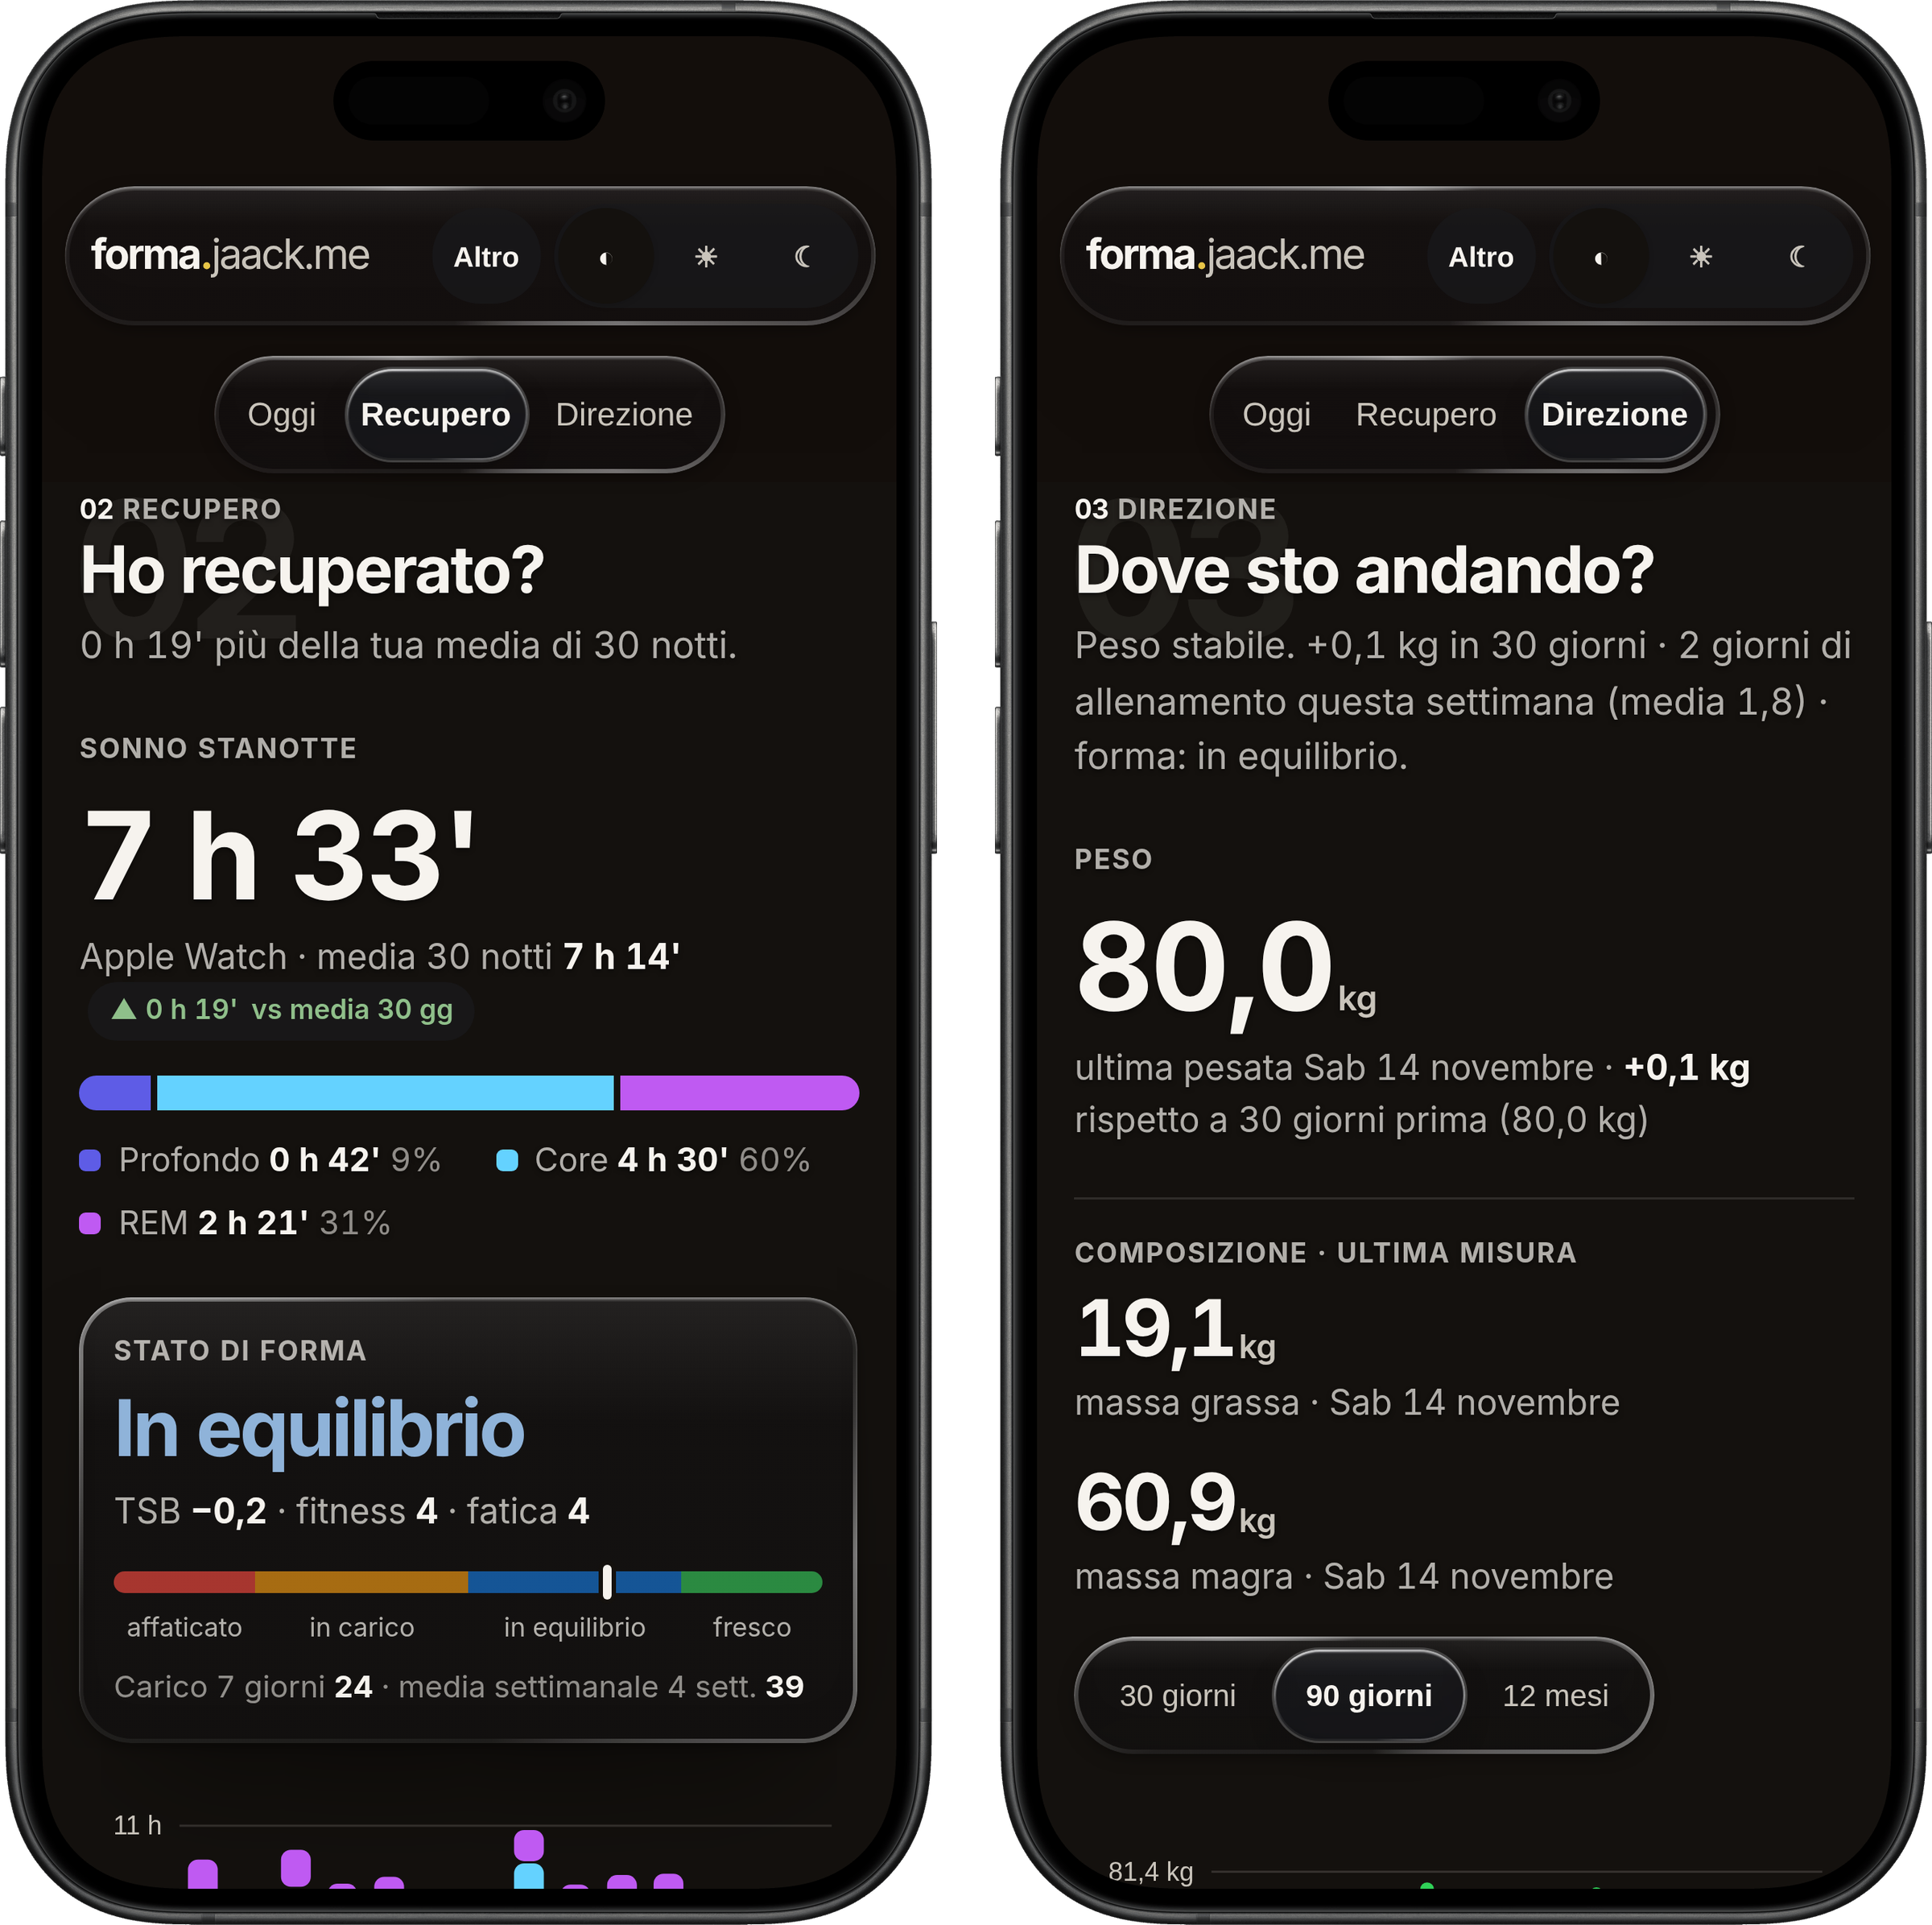 forma.jaack.me Altro
Oggi Recupero Direzione
02
02 RECUPERO
Ho recuperato?
0 h 19' più della tua media di 30 notti.
SONNO STANOTTE
7 h 33'
Apple Watch · media 30 notti 7 h 14'
▲ 0 h 19' vs media 30 gg
Profondo 0 h 42' 9% Core 4 h 30' 60%
REM 2 h 21' 31%
STATO DI FORMA
In equilibrio
TSB −0,2 · fitness 4 · fatica 4
affaticato in carico in equilibrio fresco
Carico 7 giorni 24 · media settimanale 4 sett. 39
11 h
forma.jaack.me Altro
Oggi Recupero Direzione
03
03 DIREZIONE
Dove sto andando?
Peso stabile. +0,1 kg in 30 giorni · 2 giorni di
allenamento questa settimana (media 1,8) ·
forma: in equilibrio.
PESO
80,0 kg
ultima pesata Sab 14 novembre · +0,1 kg
rispetto a 30 giorni prima (80,0 kg)
COMPOSIZIONE · ULTIMA MISURA
19,1 kg
massa grassa · Sab 14 novembre
60,9 kg
massa magra · Sab 14 novembre
30 giorni 90 giorni 12 mesi
81,4 kg